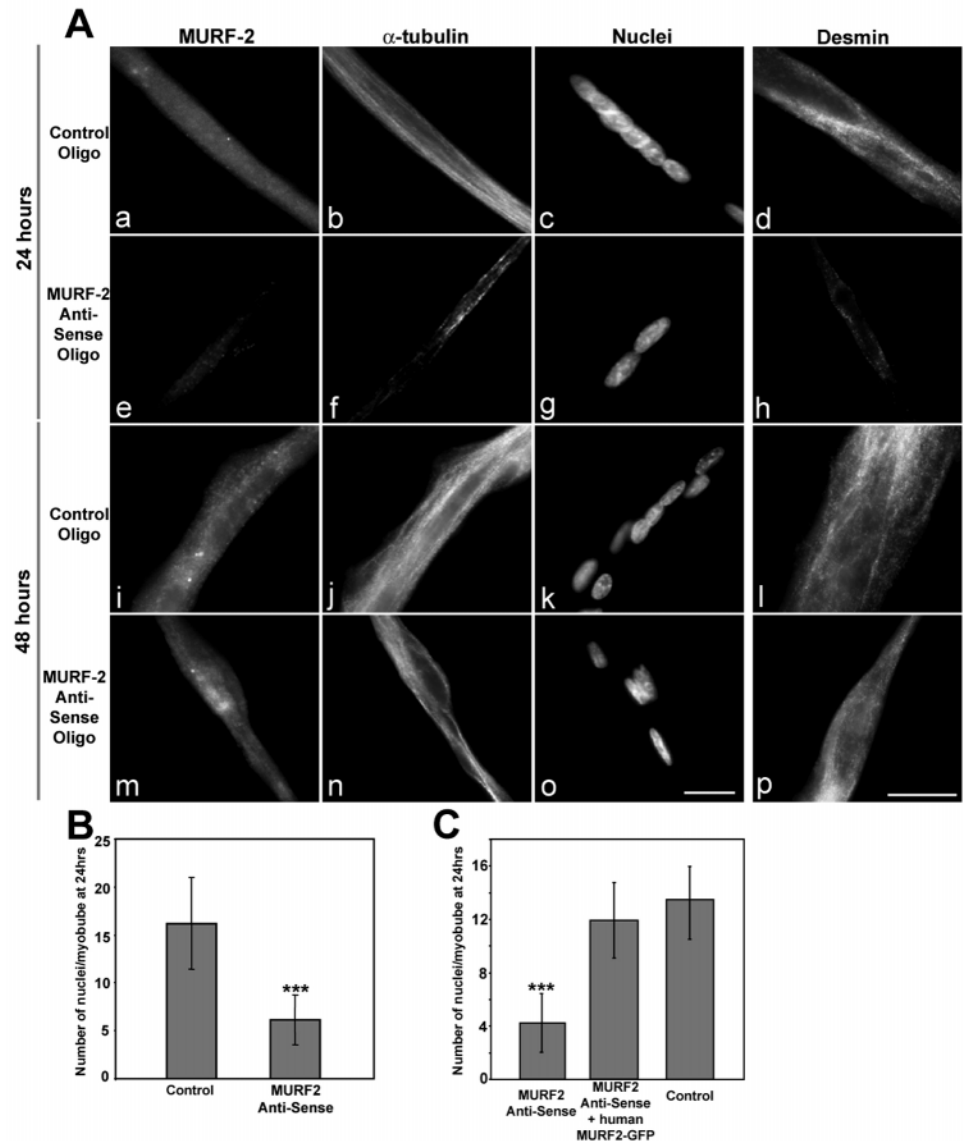 A
MURF-2 α-tubulin Nuclei Desmin
24 hours
Control
Oligo
a b c d
MURF-2
Anti-
Sense
Oligo
e f g h
48 hours
Control
Oligo
i j k l
MURF-2
Anti-
Sense
Oligo
m n o p
B
Number of nuclei/myobube at 24hrs
25
20
15
10
5
0
***
Control
MURF2
Anti-Sense
C
Number of nuclei/myobube at 24hrs
16
12
8
4
0
***
MURF2
Anti-Sense
MURF2
Anti-Sense
+ human
MURF2-GFP
Control